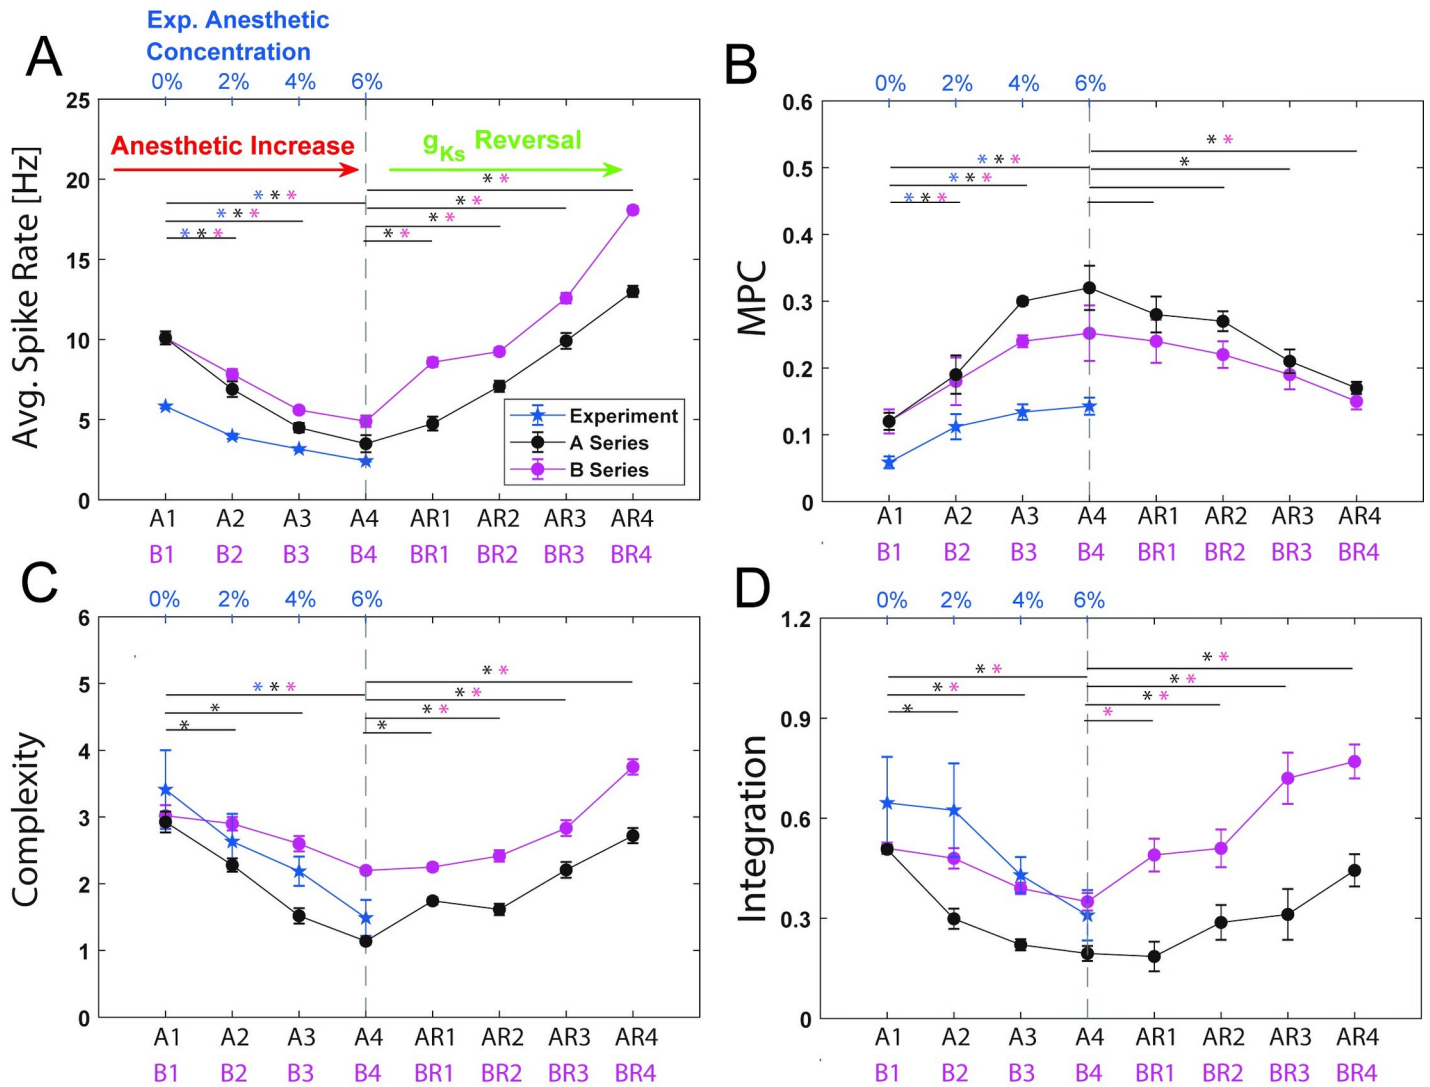 Exp. Anesthetic
Concentration
A
0% 2% 4% 6%
25
20
15
10
5
0
Avg. Spike Rate [Hz]
Anesthetic Increase
gKs Reversal
* *
* * *
* *
* * *
* *
* * *
* *
Experiment
A Series
B Series
A1 A2 A3 A4 AR1 AR2 AR3 AR4
B1 B2 B3 B4 BR1 BR2 BR3 BR4
B
0% 2% 4% 6%
0.6
0.5
0.4
0.3
0.2
0.1
0
MPC
* *
* * *
*
* * *
* * *
A1 A2 A3 A4 AR1 AR2 AR3 AR4
B1 B2 B3 B4 BR1 BR2 BR3 BR4
C
0% 2% 4% 6%
6
5
4
3
2
1
0
Complexity
* *
* * *
* *
*
* *
*
*
A1 A2 A3 A4 AR1 AR2 AR3 AR4
B1 B2 B3 B4 BR1 BR2 BR3 BR4
D
0% 2% 4% 6%
1.2
0.9
0.6
0.3
0
Integration
* *
* *
* *
* *
* *
*
*
A1 A2 A3 A4 AR1 AR2 AR3 AR4
B1 B2 B3 B4 BR1 BR2 BR3 BR4